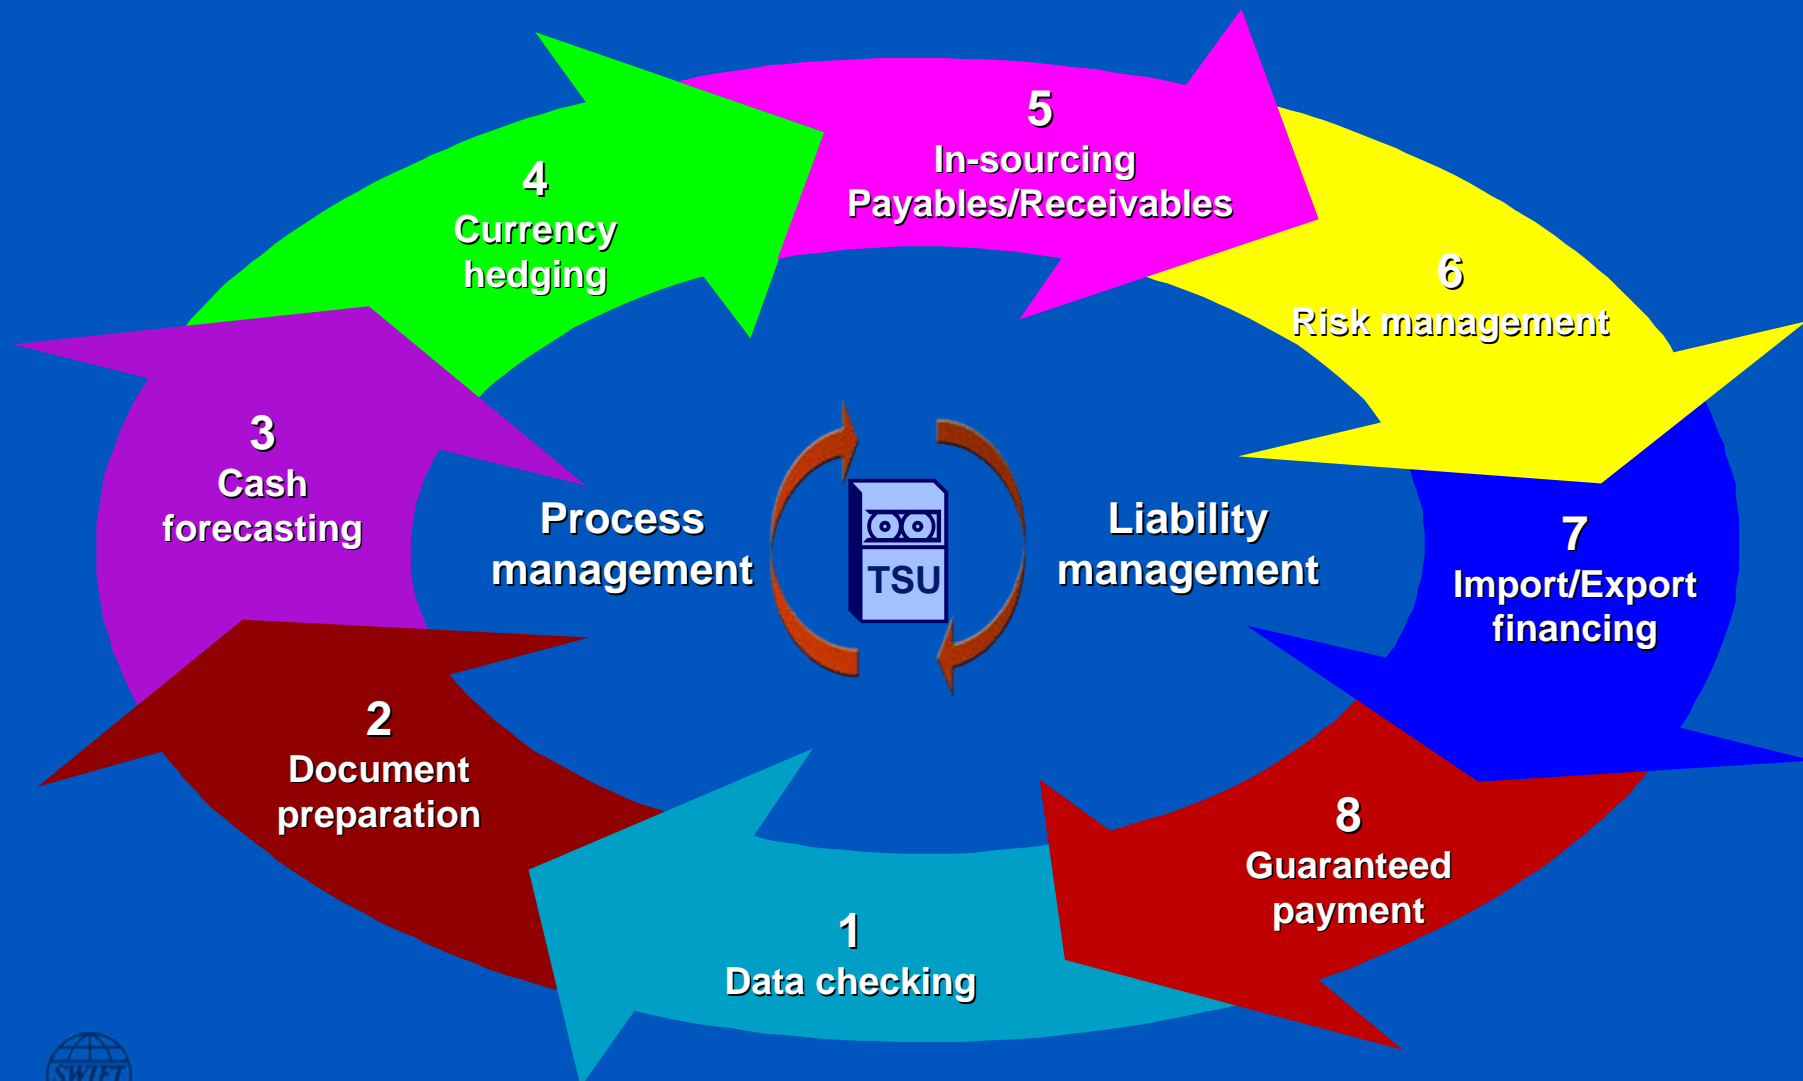 5
In-sourcing
Payables/Receivables
4
Currency
hedging
6
Risk management
3
Cash
forecasting
Process
management
TSU
Liability
management
7
Import/Export
financing
2
Document
preparation
8
Guaranteed
payment
1
Data checking
SWIFT